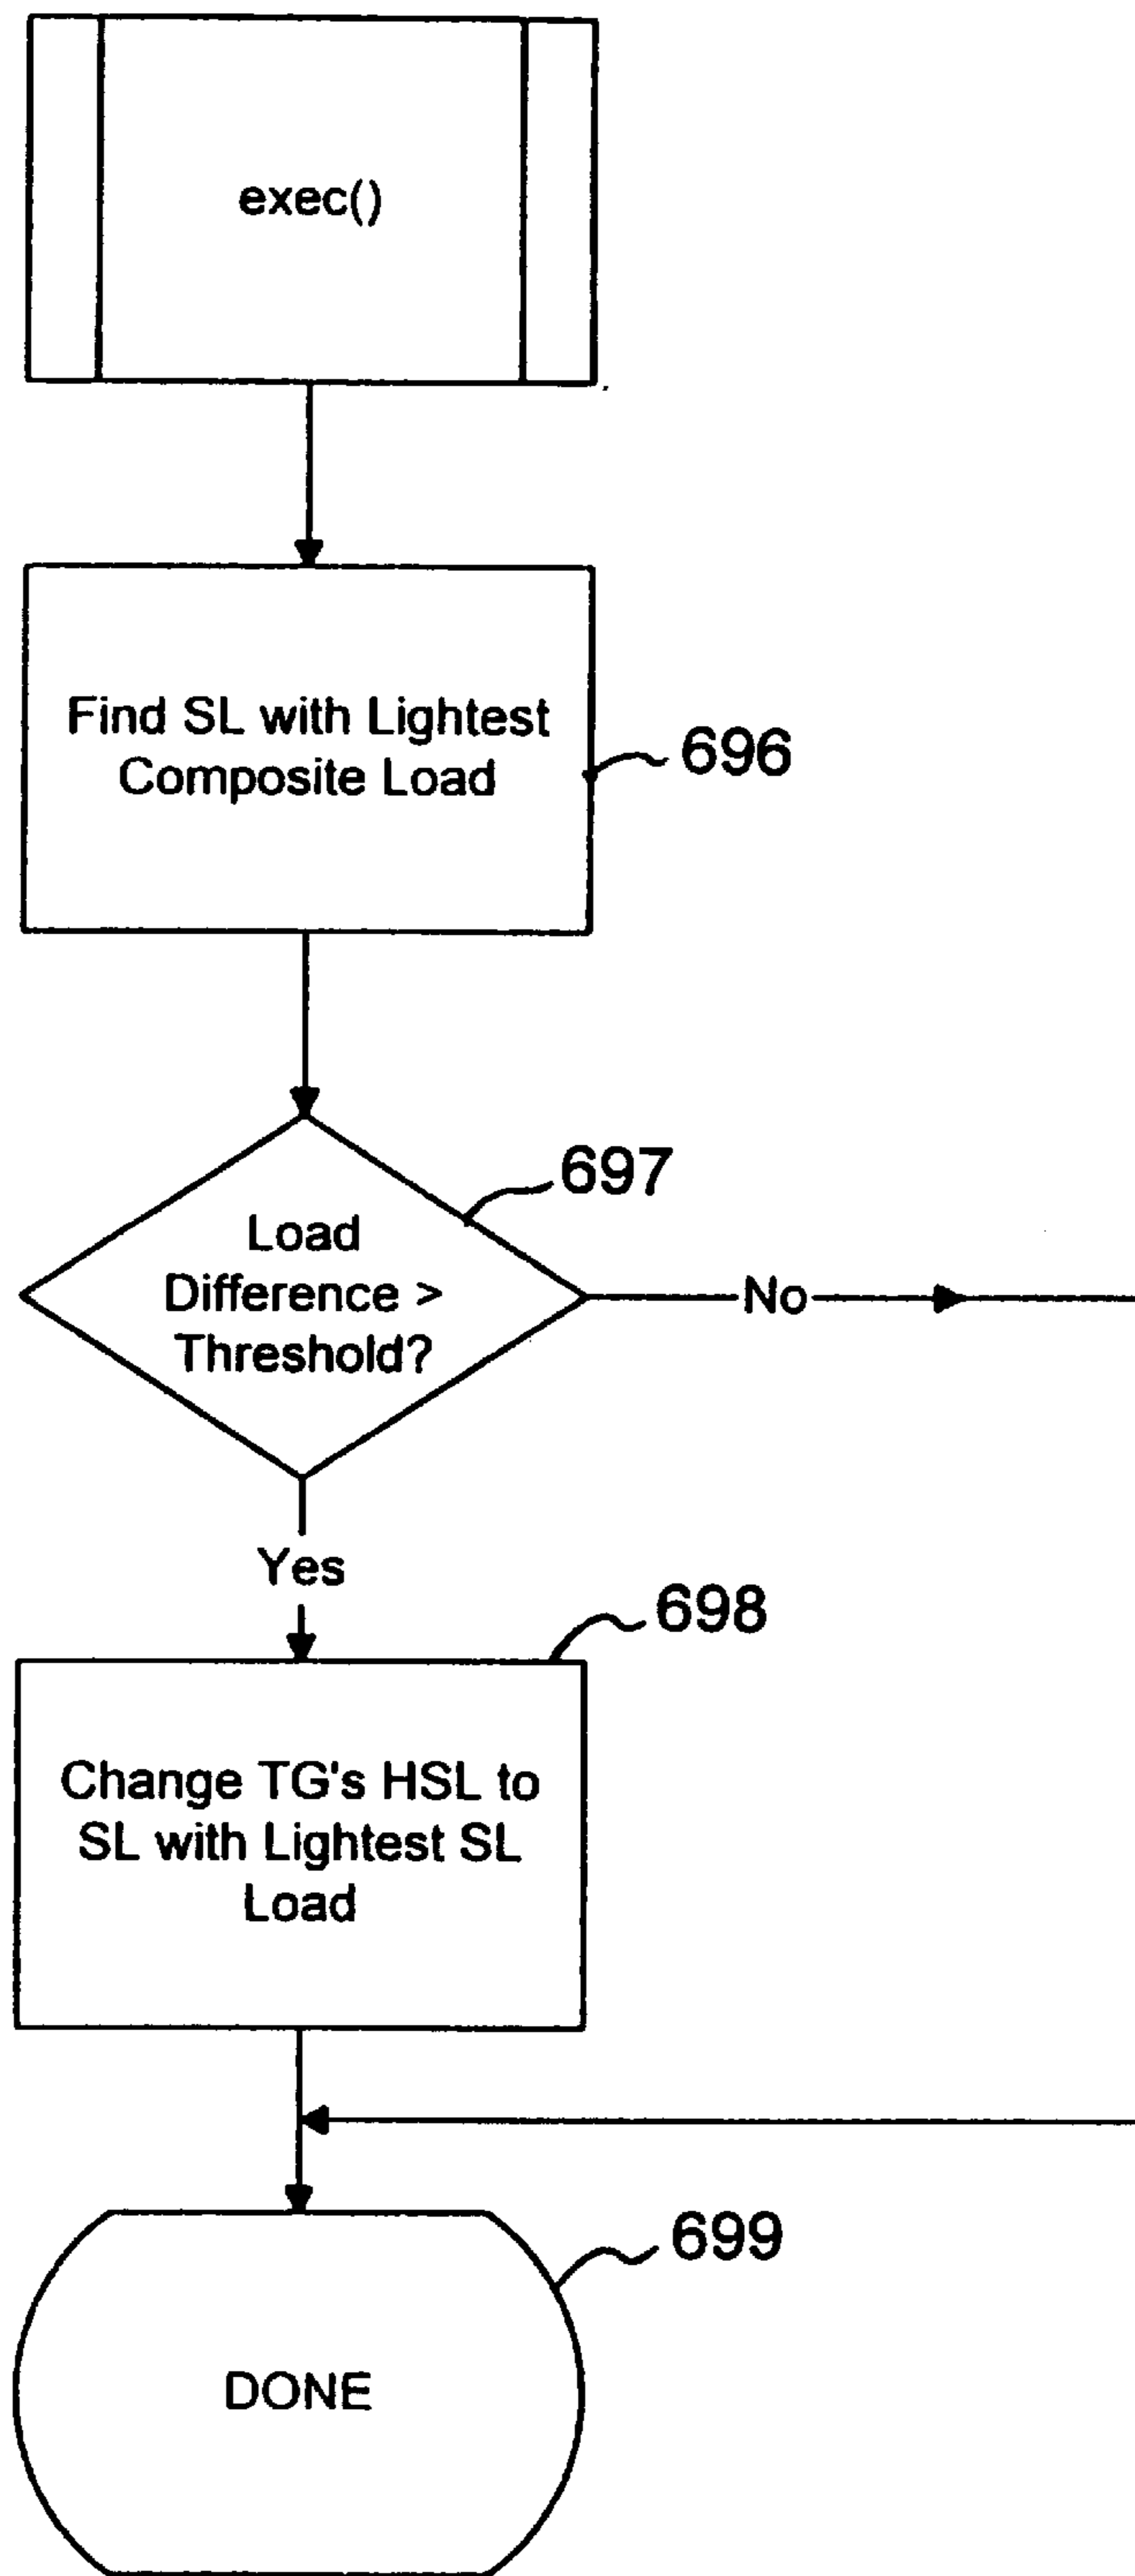 exec()
Find SL with Lightest
Composite Load
696
697
Load
Difference >
Threshold?
No
Yes
698
Change TG's HSL to
SL with Lightest SL
Load
699
DONE